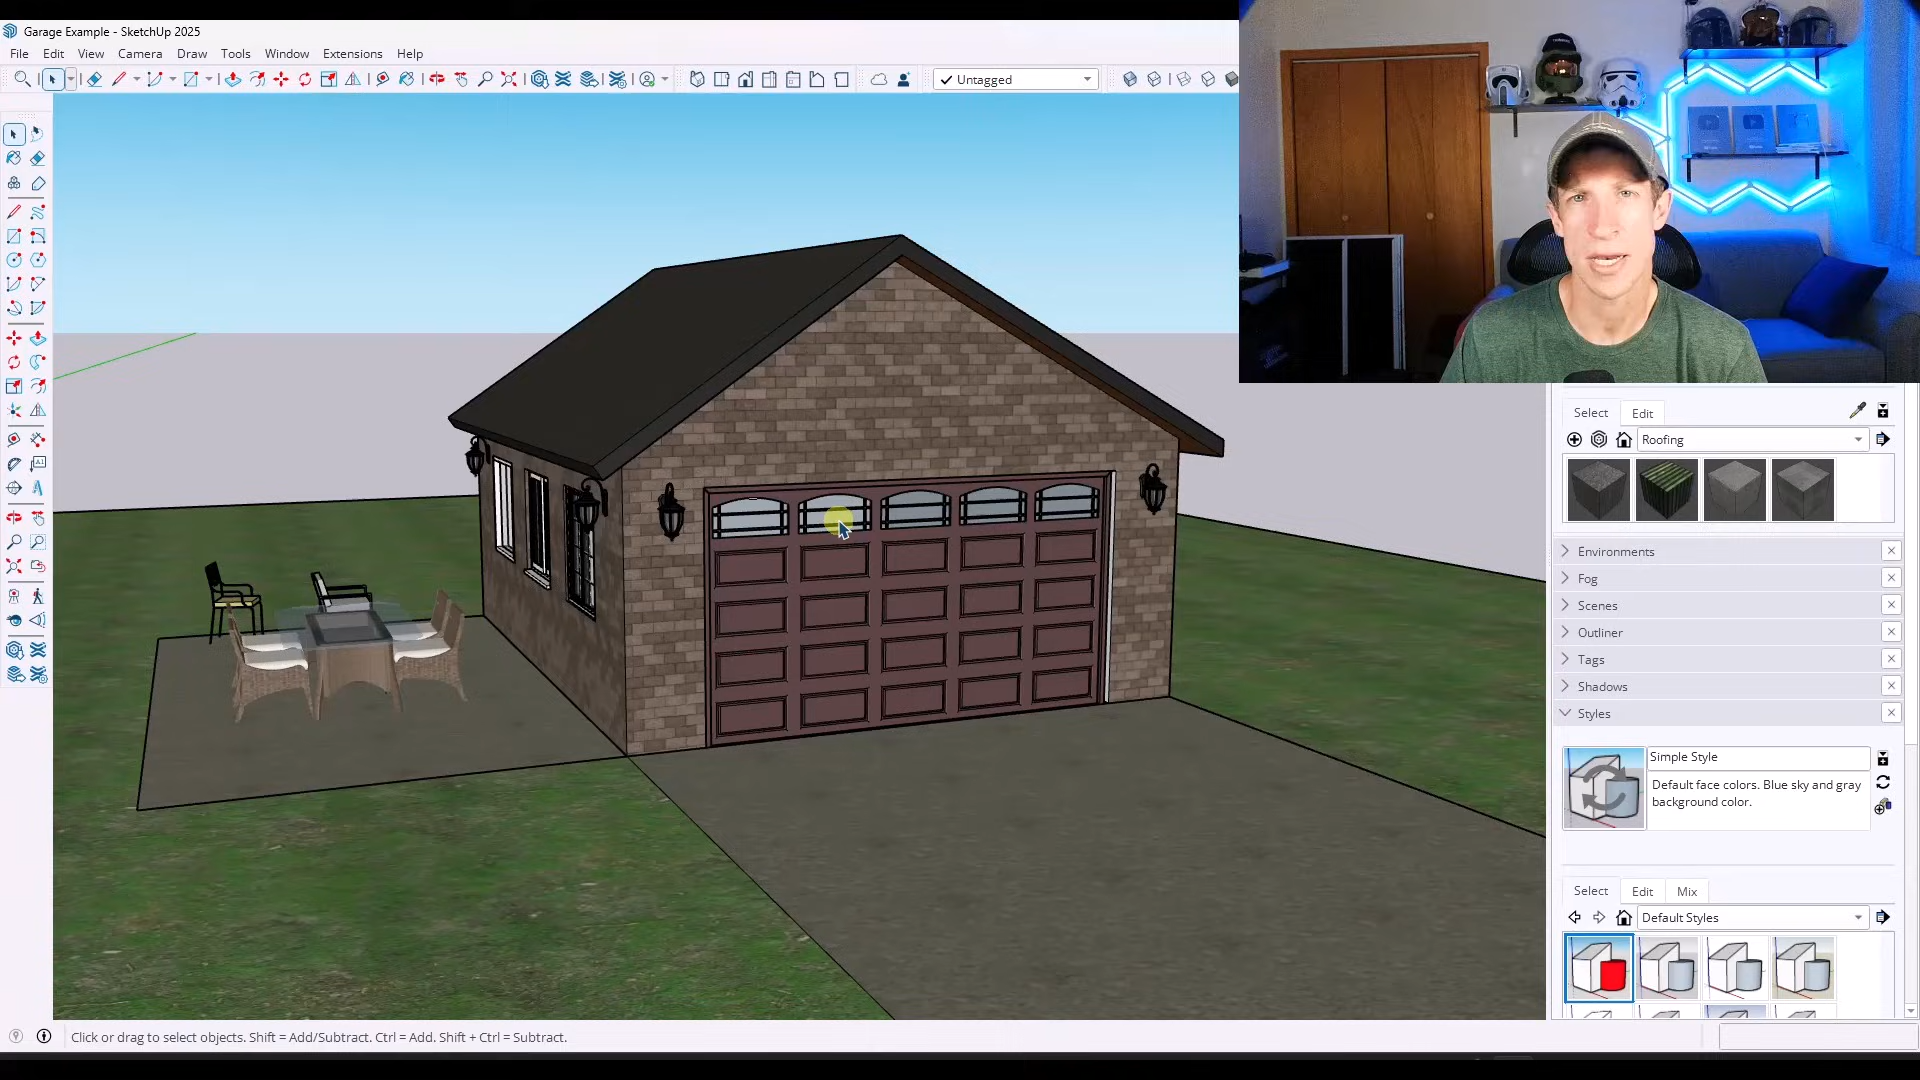 Garage Example - SketchUp 2025
File Edit View Camera Draw Tools Window Extensions Help
Untagged
Select Edit
Roofing
Environments
Fog
Scenes
Outliner
Tags
Shadows
Styles
Simple Style
Default face colors. Blue sky and gray
background color.
Select Edit Mix
Default Styles
Click or drag to select objects. Shift = Add/Subtract. Ctrl = Add. Shift + Ctrl = Subtract.